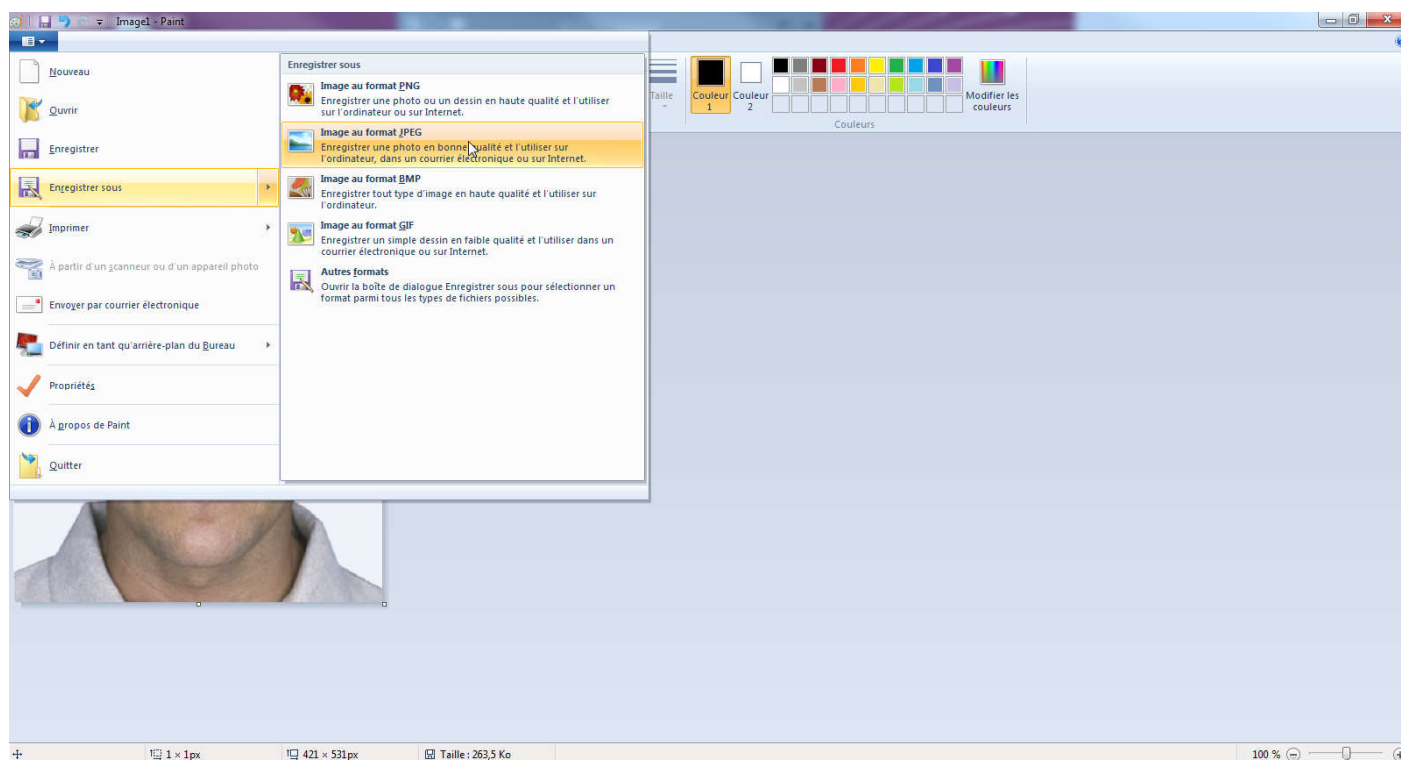 Image1 - Paint
Nouveau
Ouvrir
Enregistrer
Enregistrer sous
Imprimer
À partir d'un scanneur ou d'un appareil photo
Envoyer par courrier électronique
Définir en tant qu'arrière-plan du Bureau
Propriétés
À propos de Paint
Quitter
Enregistrer sous
Image au format PNG
Enregistrer une photo ou un dessin en haute qualité et l'utiliser
sur l'ordinateur ou sur Internet.
Image au format JPEG
Enregistrer une photo en bonne qualité et l'utiliser sur
l'ordinateur, dans un courrier électronique ou sur Internet.
Image au format BMP
Enregistrer tout type d'image en haute qualité et l'utiliser sur
l'ordinateur.
Image au format GIF
Enregistrer un simple dessin en faible qualité et l'utiliser dans un
courrier électronique ou sur Internet.
Autres formats
Ouvrir la boîte de dialogue Enregistrer sous pour sélectionner un
format parmi tous les types de fichiers possibles.
Taille
Couleur
1
Couleur
2
Modifier les
couleurs
Couleurs
1 × 1px
421 × 531px
Taille : 263,5 Ko
100 %